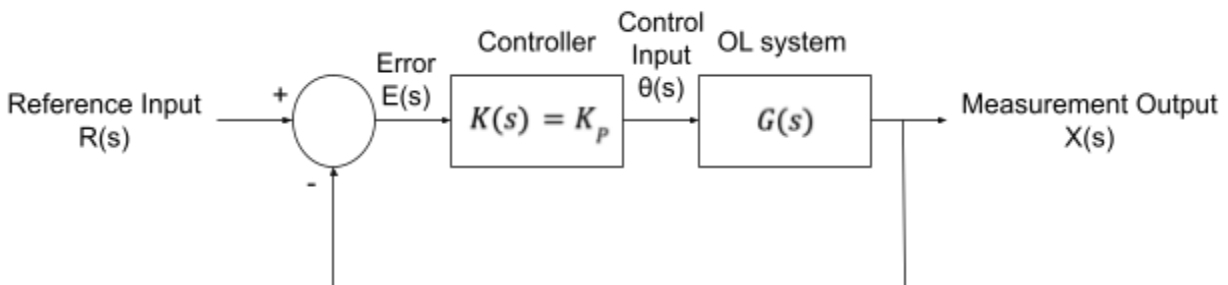 Reference Input
R(s)
+
-
Error
E(s)
Controller
K(s) = K_P
Control
Input
θ(s)
OL system
G(s)
Measurement Output
X(s)